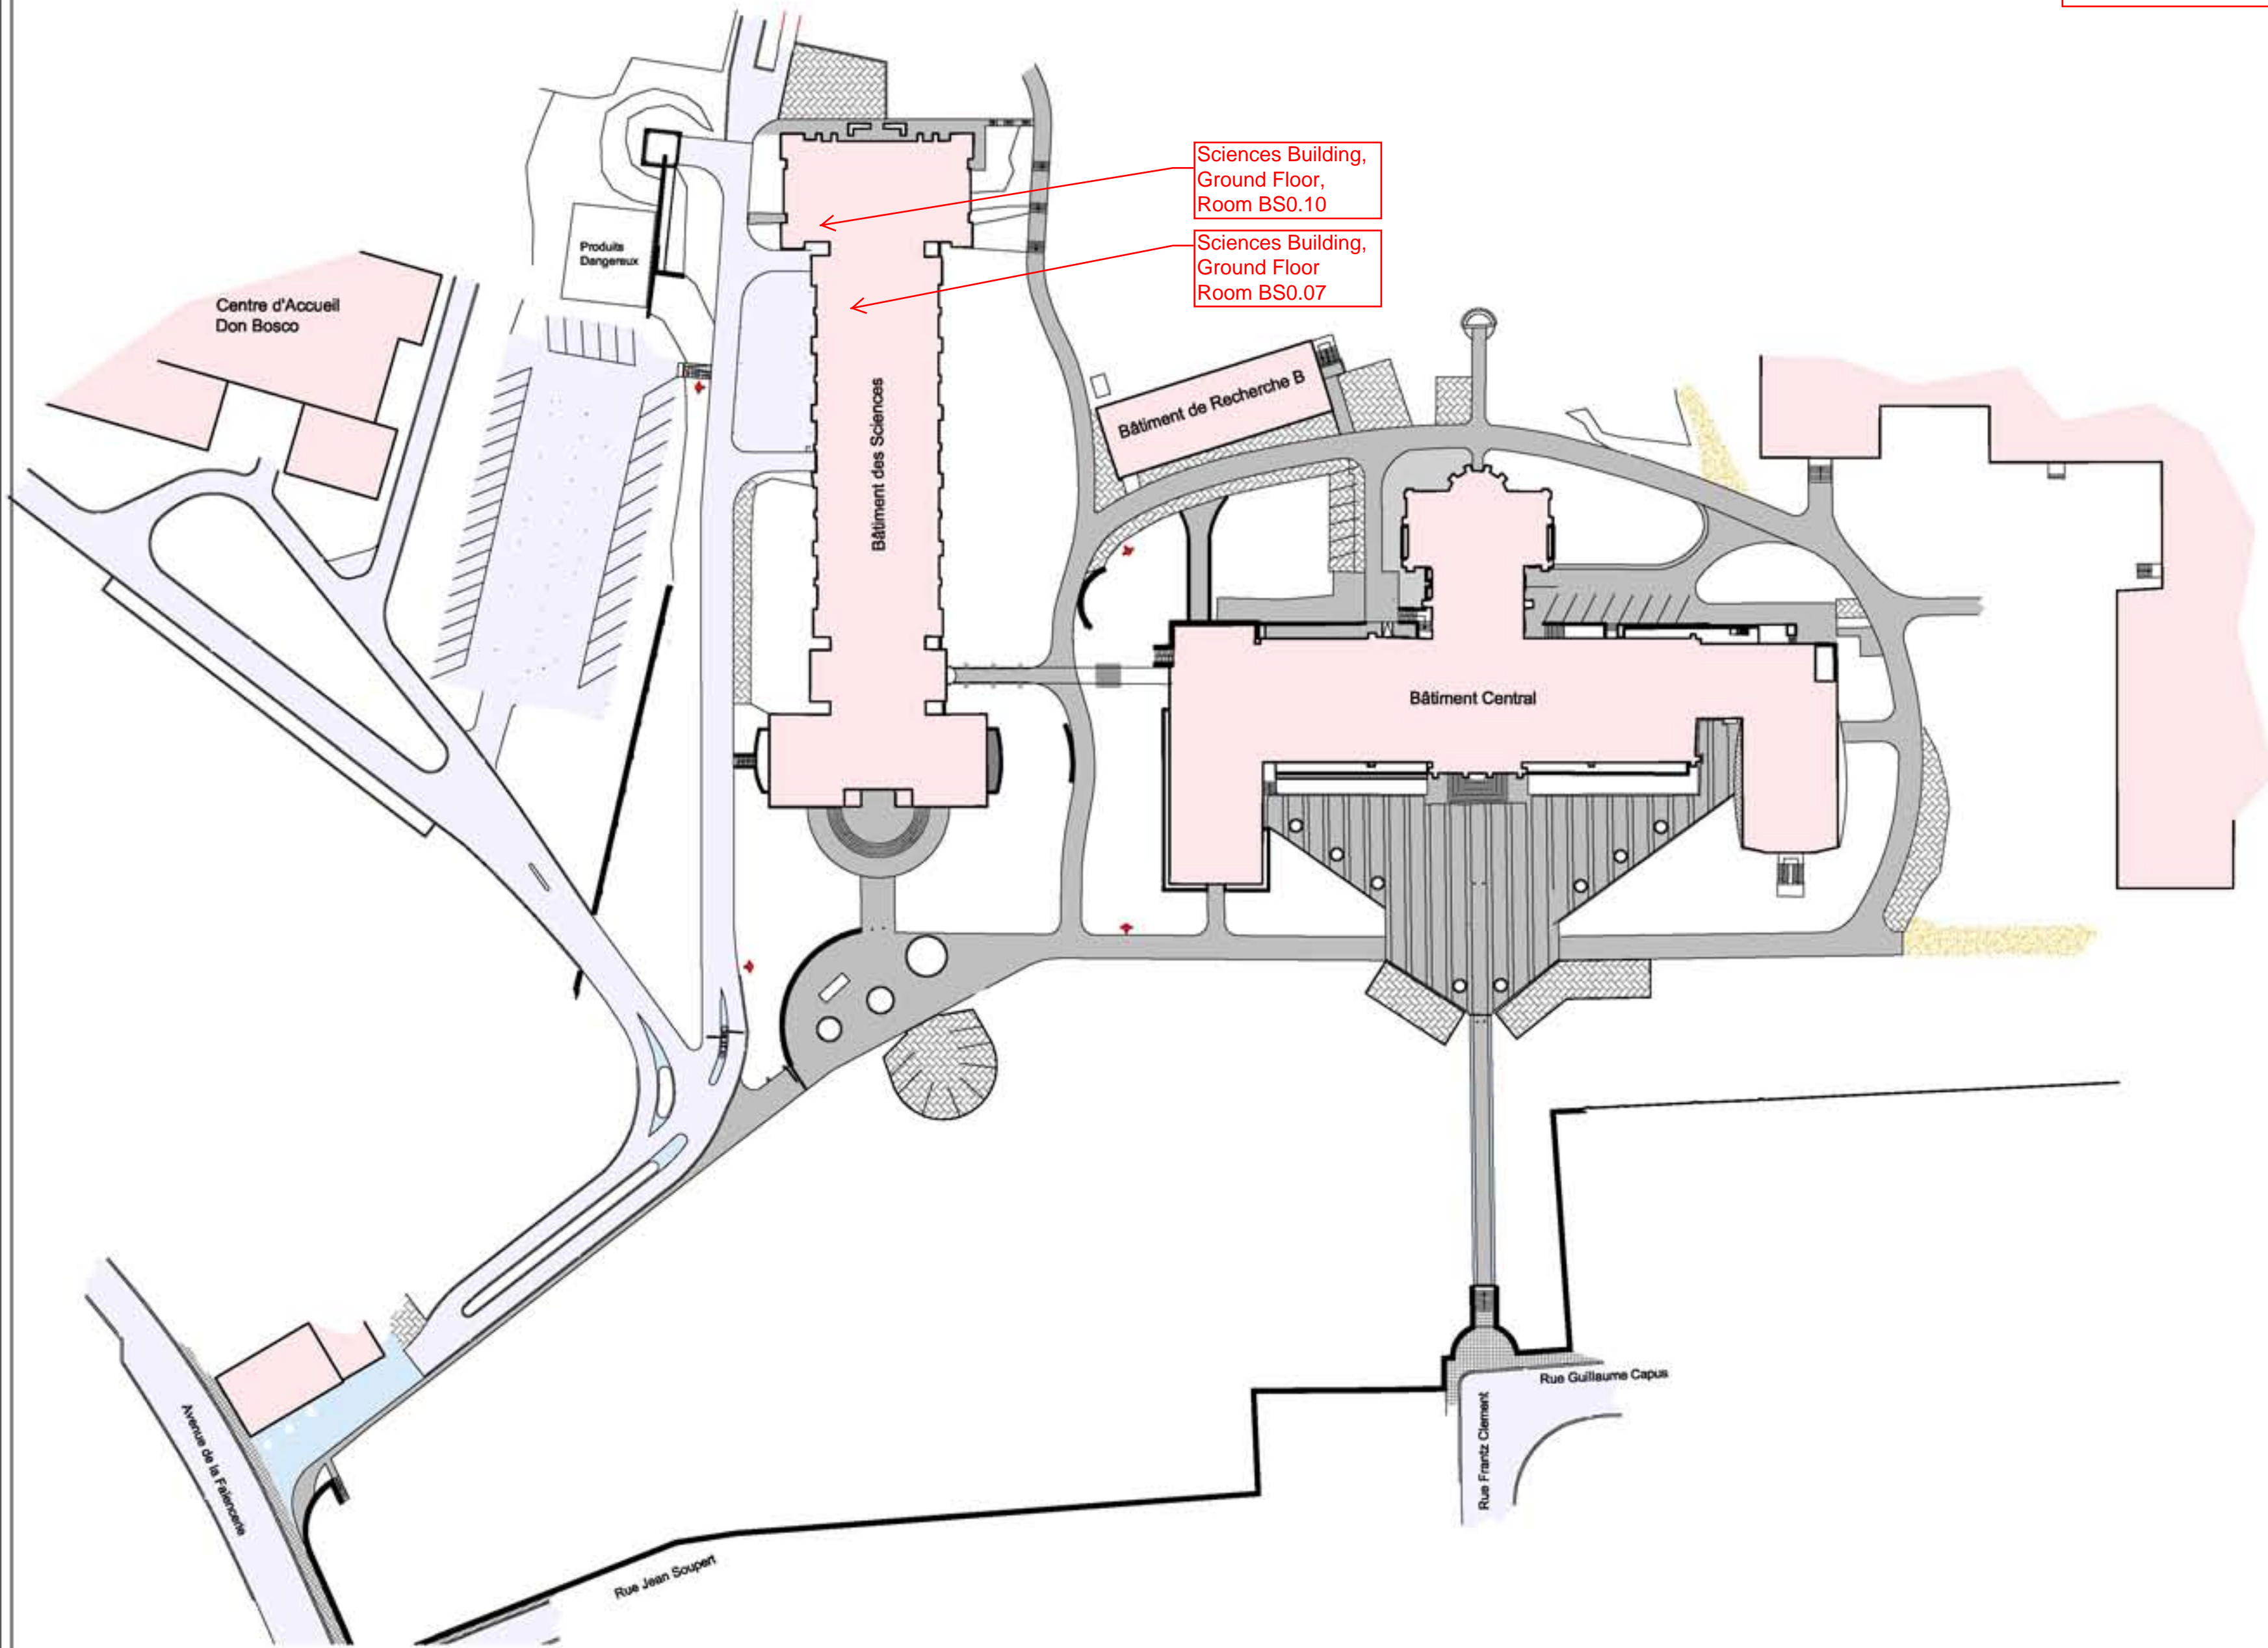 Sciences Building,
Ground Floor,
Room BS0.10
Sciences Building,
Ground Floor
Room BS0.07
Produits
Dangereux
Centre d'Accueil
Don Bosco
Bâtiment de Recherche B
Bâtiment des Sciences
Bâtiment Central
Rue Guillaume Capus
Rue Frantz Clement
Avenue de la Faïencerie
Rue Jean Soupert